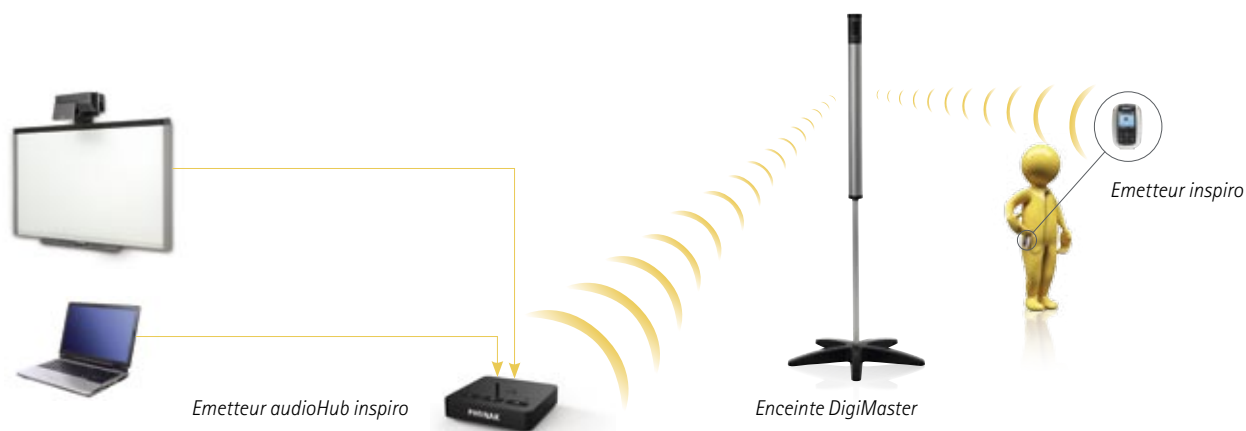 Emetteur inspiro
Emetteur audioHub inspiro
PHONAK
Enceinte DigiMaster